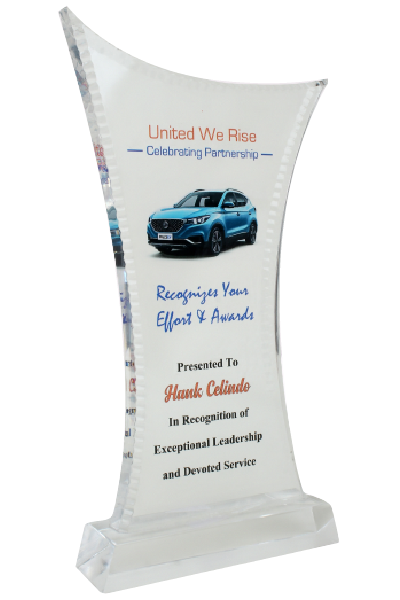 United We Rise
Celebrating Partnership
Recognizes Your
Effort & Awards
Presented To
Hank Celindo
In Recognition of
Exceptional Leadership
and Devoted Service